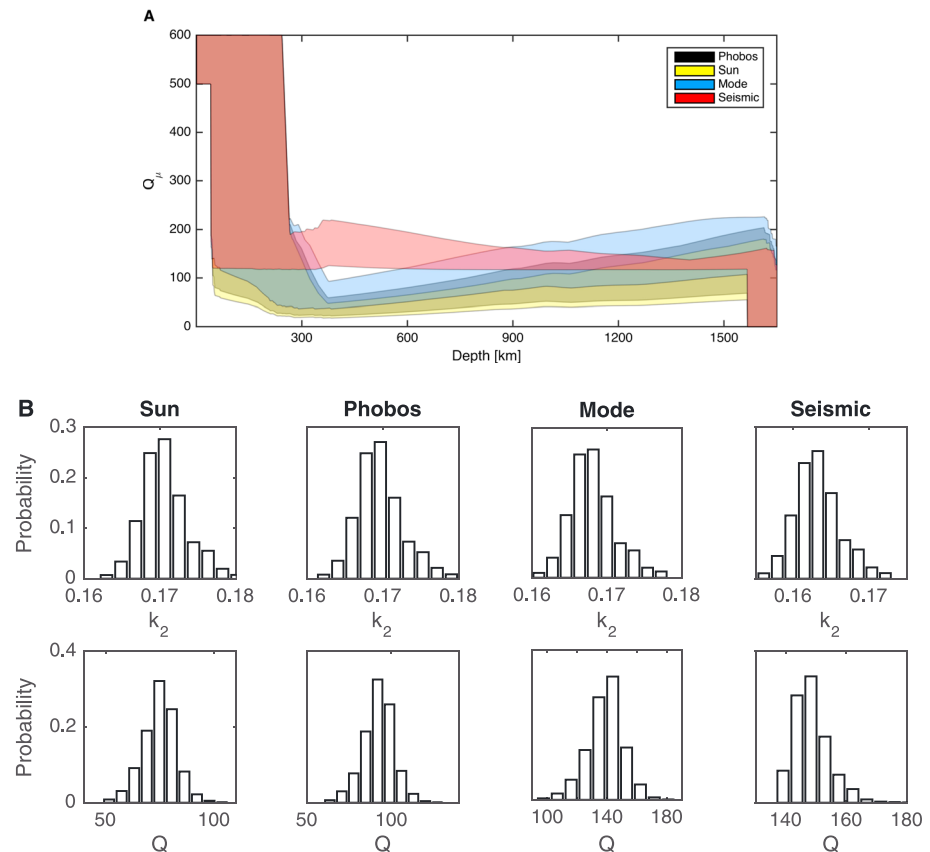 A
600
500
400
300
200
100
0
Qμ
300
600
900
1200
1500
Depth [km]
Phobos
Sun
Mode
Seismic
B
Sun
Phobos
Mode
Seismic
Probability
0.3
0.2
0.1
0
0.16
0.17
0.18
k2
0.16
0.17
0.18
k2
0.16
0.17
0.18
k2
0.16
0.17
k2
Probability
0.4
0.2
0
50
100
Q
50
100
Q
100
140
180
Q
140
160
180
Q